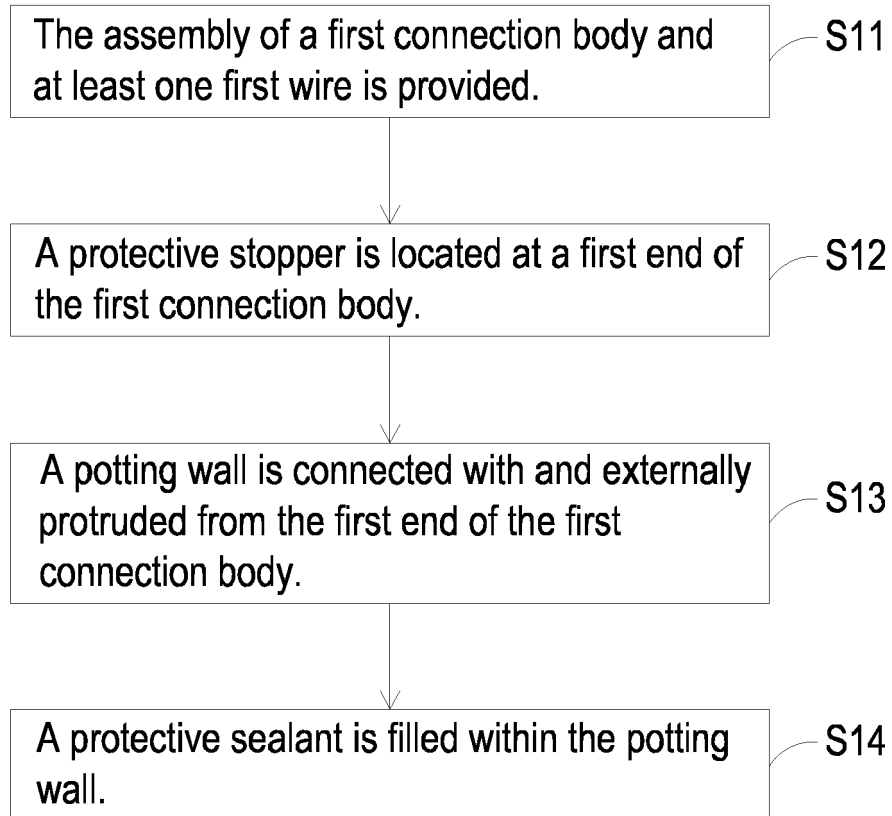 The assembly of a first connection body and
at least one first wire is provided.
S11
A protective stopper is located at a first end of
the first connection body.
S12
A potting wall is connected with and externally
protruded from the first end of the first
connection body.
S13
A protective sealant is filled within the potting
wall.
S14